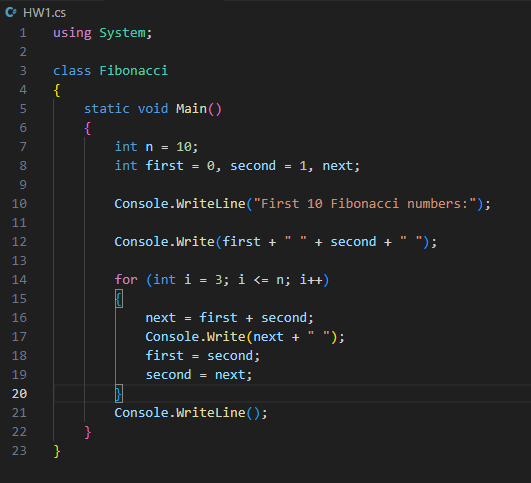 C# HW1.cs
1 using System;
2
3 class Fibonacci
4 {
5     static void Main()
6     {
7         int n = 10;
8         int first = 0, second = 1, next;
9
10         Console.WriteLine("First 10 Fibonacci numbers:");
11
12         Console.Write(first + " " + second + " ");
13
14         for (int i = 3; i <= n; i++)
15         {
16             next = first + second;
17             Console.Write(next + " ");
18             first = second;
19             second = next;
20         }
21         Console.WriteLine();
22     }
23 }